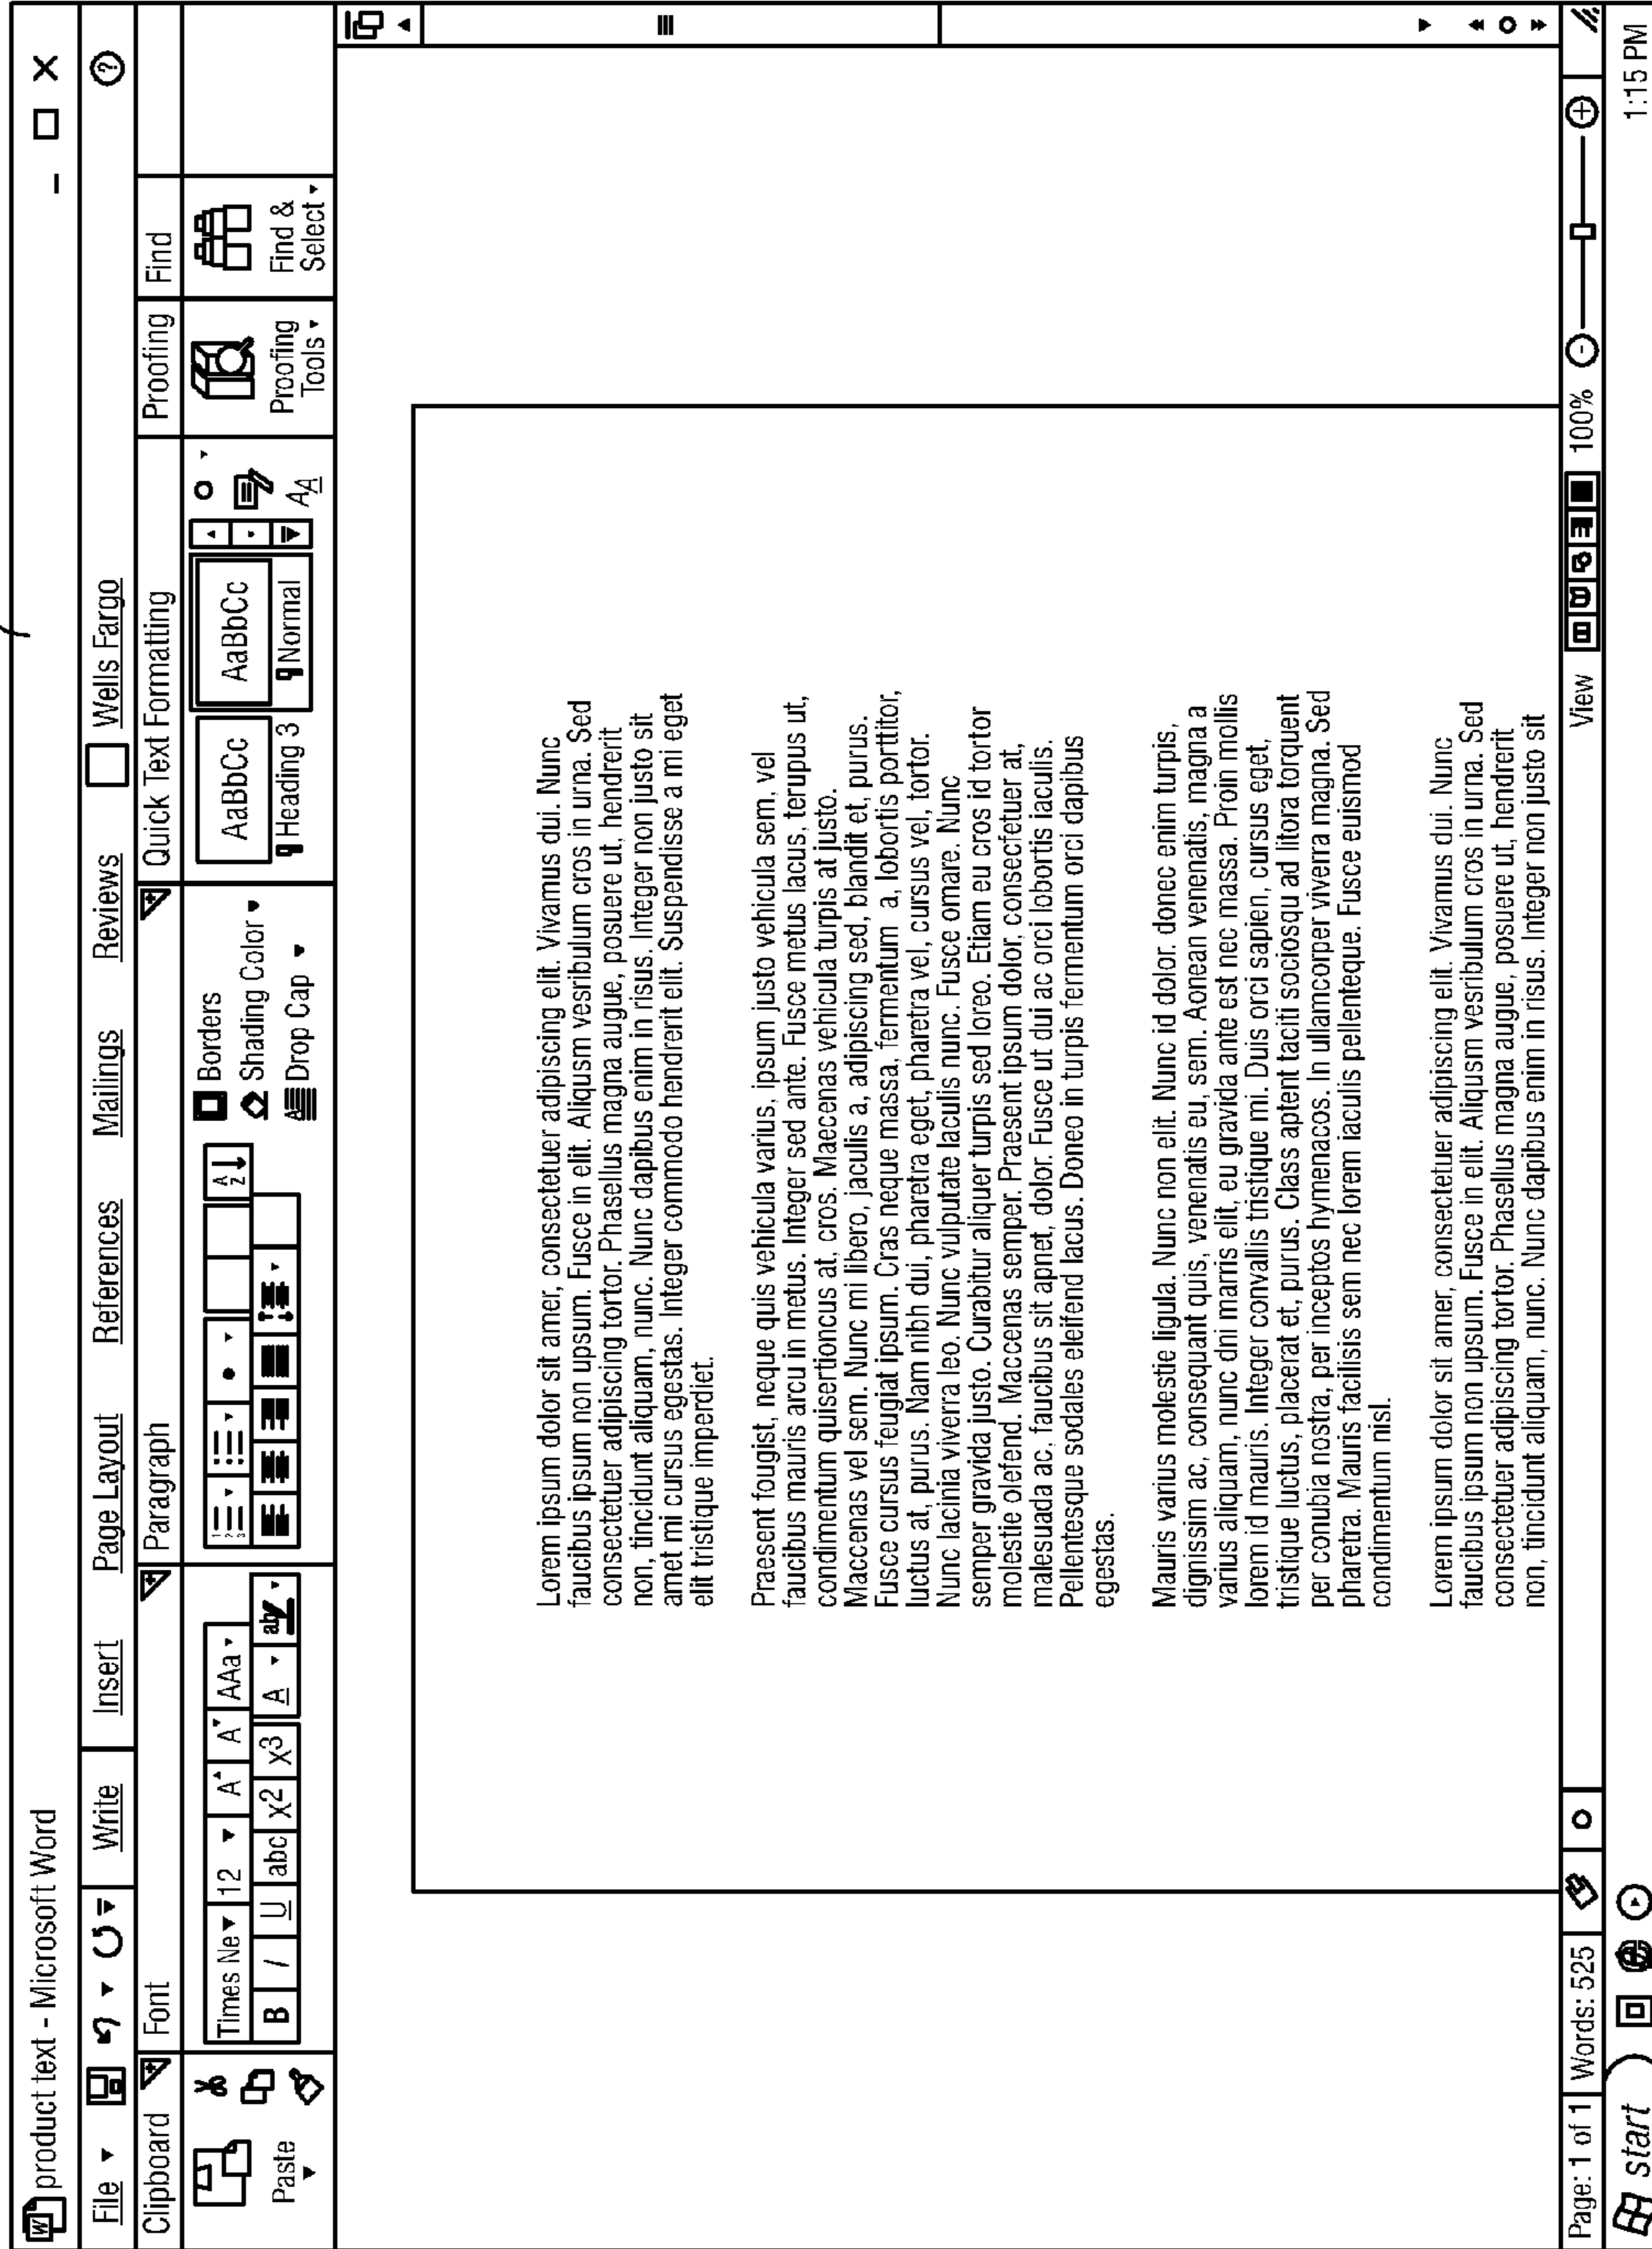 product text - Microsoft Word
File Write Insert Page Layout References Mailings Reviews Wells Fargo ?
Clipboard Font Paragraph Quick Text Formatting Proofing Find
Paste
Times Ne 12 A A AAa
B I U abc x2 x3 A ab
Borders
Shading Color
Drop Cap
AaBbCc AaBbCc
¶ Heading 3 ¶ Normal
AA
Proofing
Tools
Find &
Select
Lorem ipsum dolor sit amer, consectetuer adipiscing elit. Vivamus dui. Nunc
faucibus ipsum non upsum. Fusce in elit. Aliqusm vesribulum cros in urna. Sed
consectetuer adipiscing tortor. Phasellus magna augue, posuere ut, hendrerit
non, tincidunt aliquam, nunc. Nunc dapibus enim in risus. Integer non justo sit
amet mi cursus egestas. Integer commodo hendrerit elit. Suspendisse a mi eget
elit tristique imperdiet.
Praesent fougist, neque quis vehicula varius, ipsum justo vehicula sem, vel
faucibus mauris arcu in metus. Integer sed ante. Fusce metus lacus, terupus ut,
condimentum quisertioncus at, cros. Maecenas vehicula turpis at justo.
Maccenas vel sem. Nunc mi libero, jaculis a, adipiscing sed, blandit et, purus.
Fusce cursus feugiat ipsum. Cras neque massa, fermentum a, lobortis porttitor,
luctus at, purus. Nam nibh dui, pharetra eget, pharetra vel, cursus vel, tortor.
Nunc lacinia viverra leo. Nunc vulputate laculis nunc. Fusce omare. Nunc
semper gravida justo. Curabitur aliquer turpis sed loreo. Etiam eu cros id tortor
molestie olefend. Maccenas semper. Praesent ipsum dolor, consecfetuer at,
malesuada ac, faucibus sit apnet, dolor. Fusce ut dui ac orci lobortis iaculis.
Pellentesque sodales eleifend lacus. Doneo in turpis fermentum orci dapibus
egestas.
Mauris varius molestie ligula. Nunc non elit. Nunc id dolor. donec enim turpis,
dignissim ac, consequant quis, venenatis eu, sem. Aonean venenatis, magna a
varius aliquam, nunc dni marris elit, eu gravida ante est nec massa. Proin mollis
lorem id mauris. Integer convallis tristique mi. Duis orci sapien, cursus eget,
tristique luctus, placerat et, purus. Class aptent taciti sociosqu ad litora torquent
per conubia nostra, per inceptos hymenacos. In ullamcorper viverra magna. Sed
pharetra. Mauris facilisis sem nec lorem iaculis pellenteque. Fusce euismod
condimentum nisl.
Lorem ipsum dolor sit amer, consectetuer adipiscing elit. Vivamus dui. Nunc
faucibus ipsum non upsum. Fusce in elit. Aliqusm vesribulum cros in urna. Sed
consectetuer adipiscing tortor. Phasellus magna augue, posuere ut, hendrerit
non, tincidunt aliquam, nunc. Nunc dapibus enim in risus. Integer non justo sit
Page: 1 of 1 Words: 525 View 100%
start 1:15 PM